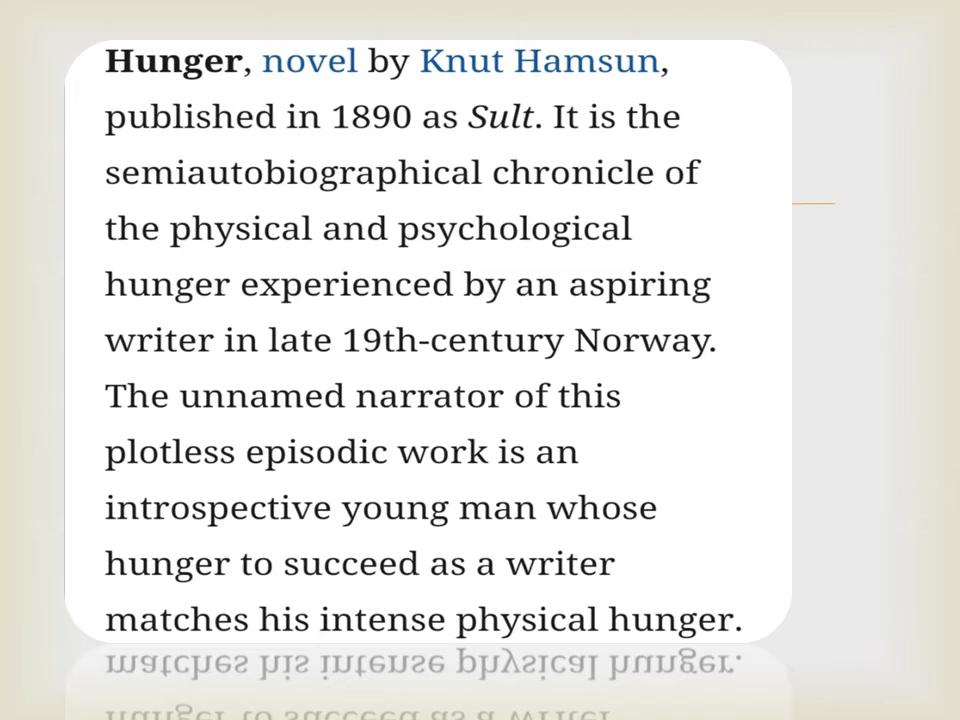 Hunger, novel by Knut Hamsun,
published in 1890 as Sult. It is the
semiautobiographical chronicle of
the physical and psychological
hunger experienced by an aspiring
writer in late 19th-century Norway.
The unnamed narrator of this
plotless episodic work is an
introspective young man whose
hunger to succeed as a writer
matches his intense physical hunger.